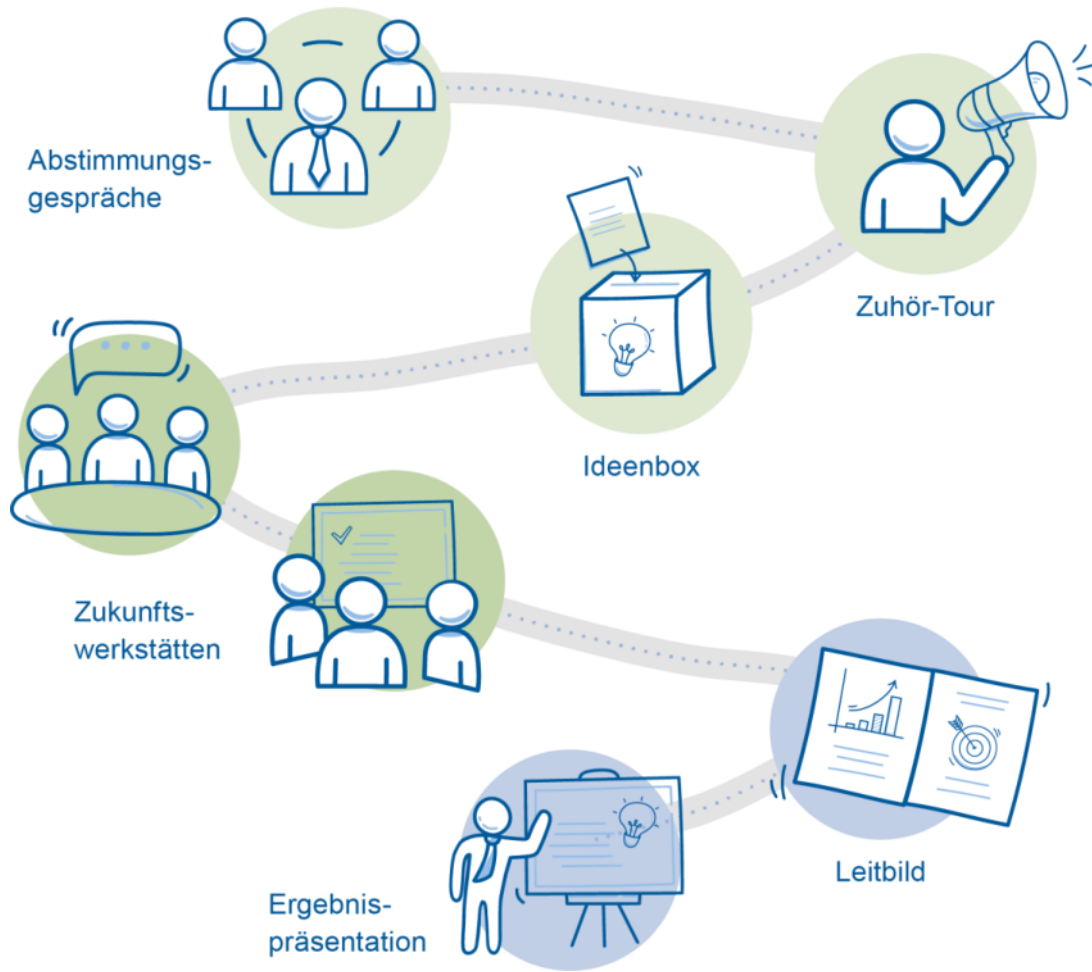 Abstimmungs-
gespräche
Zuhör-Tour
Ideenbox
Zukunfts-
werkstätten
Leitbild
Ergebnis-
präsentation